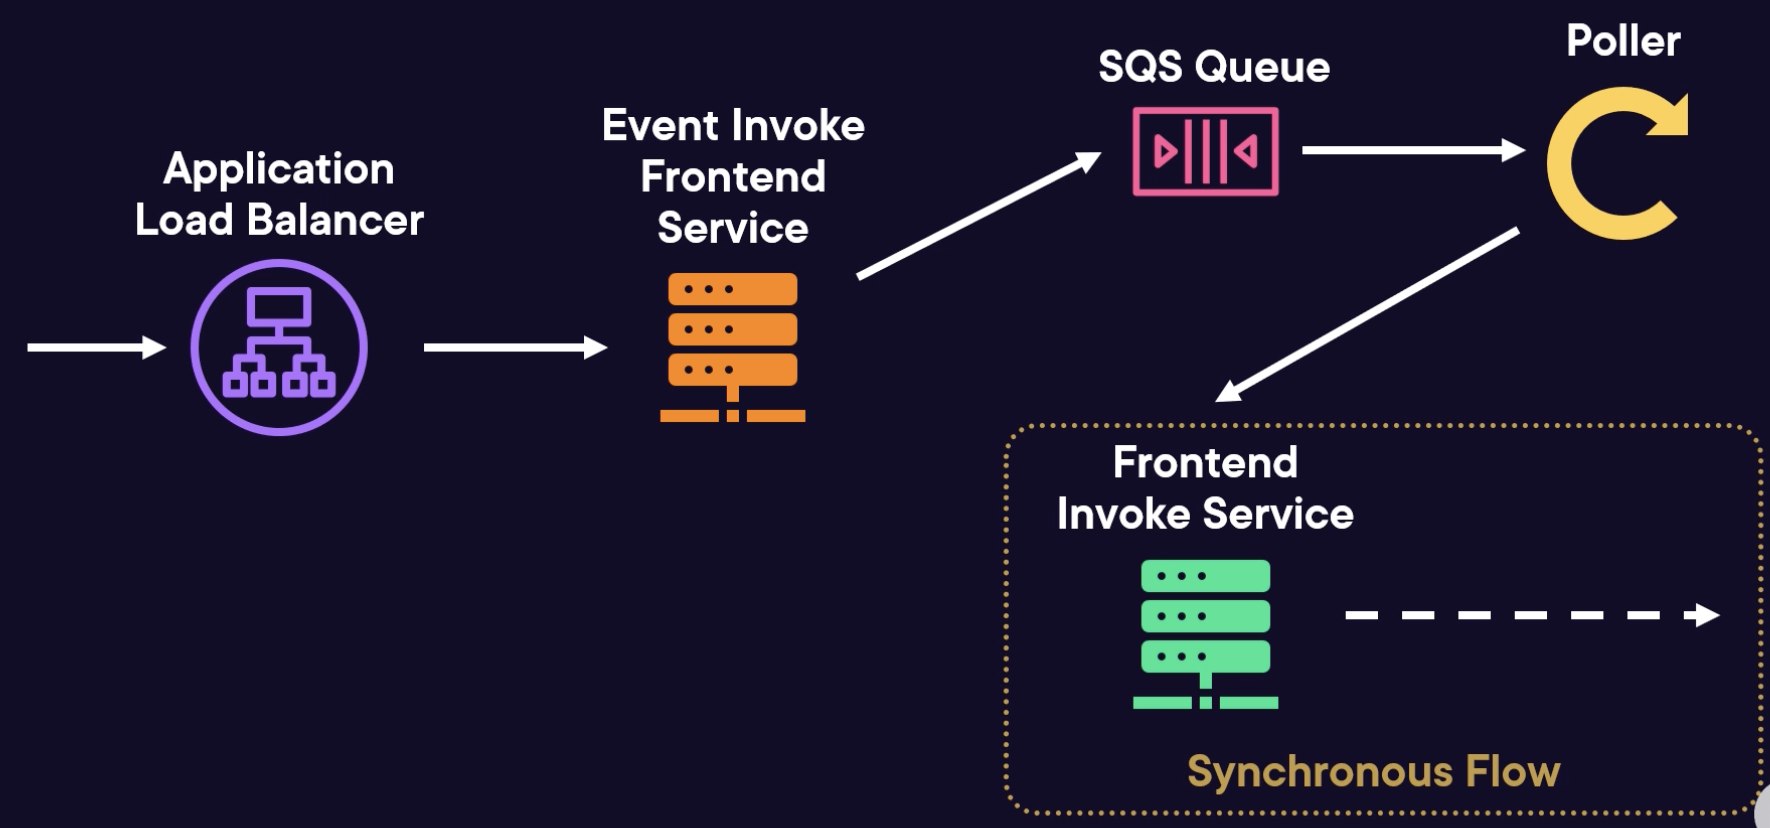 Application
Load Balancer
Event Invoke
Frontend
Service
SQS Queue
Poller
Frontend
Invoke Service
Synchronous Flow